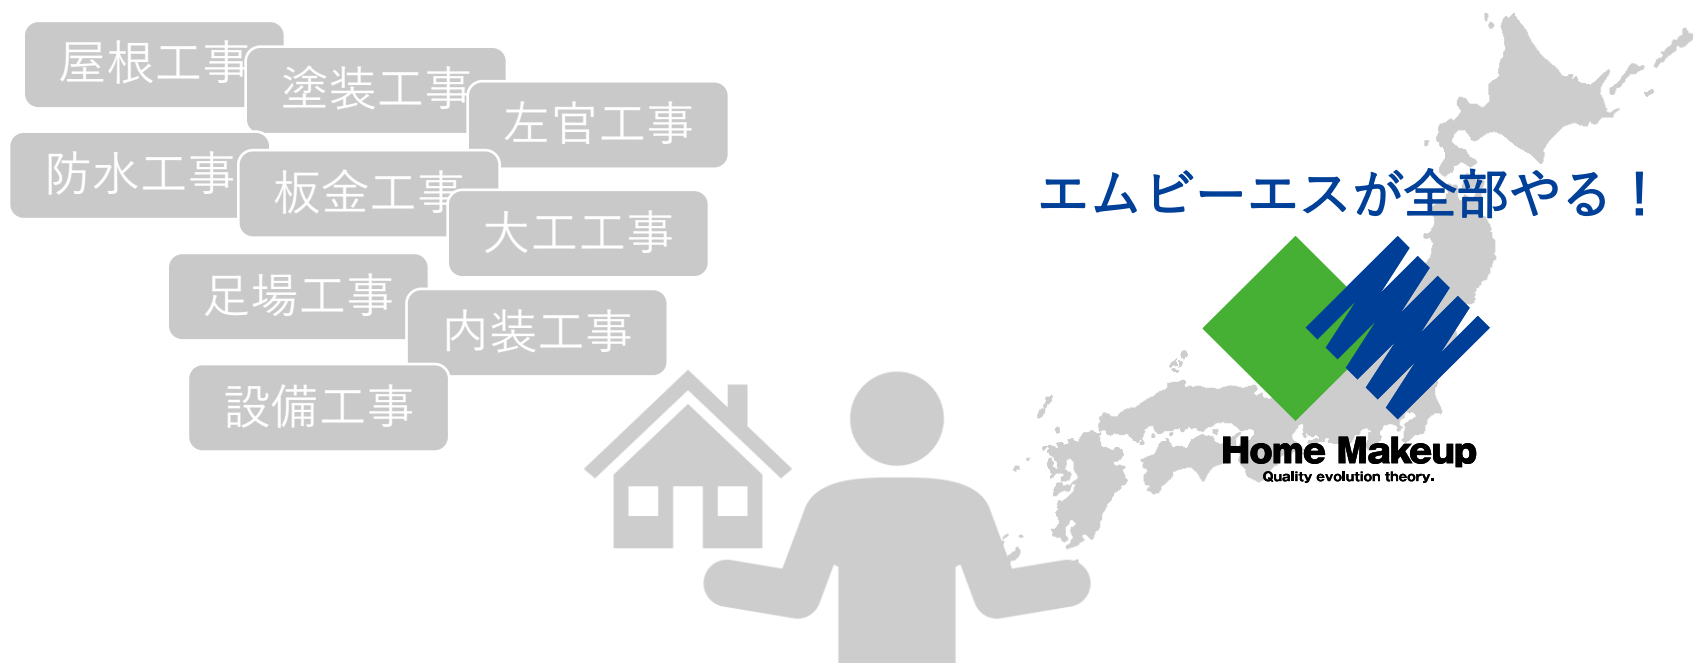 屋根工事
塗装工事
左官工事
防水工事
板金工事
大工工事
足場工事
内装工事
設備工事
エムビーエスが全部やる！
Home Makeup
Quality evolution theory.